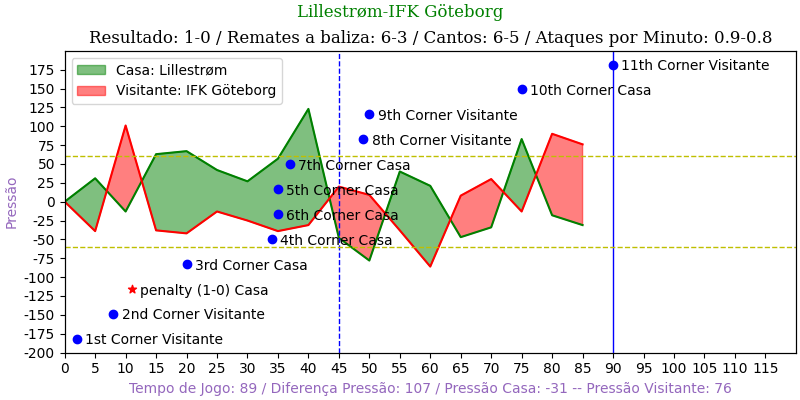 Lillestrøm-IFK Göteborg
Resultado: 1-0 / Remates a baliza: 6-3 / Cantos: 6-5 / Ataques por Minuto: 0.9-0.8
Casa: Lillestrøm
Visitante: IFK Göteborg
11th Corner Visitante
10th Corner Casa
9th Corner Visitante
8th Corner Visitante
7th Corner Casa
5th Corner Casa
6th Corner Casa
4th Corner Casa
3rd Corner Casa
penalty (1-0) Casa
2nd Corner Visitante
1st Corner Visitante
Pressão
175
150
125
100
75
50
25
0
-25
-50
-75
-100
-125
-150
-175
-200
0 5 10 15 20 25 30 35 40 45 50 55 60 65 70 75 80 85 90 95 100 105 110 115
Tempo de Jogo: 89 / Diferença Pressão: 107 / Pressão Casa: -31 -- Pressão Visitante: 76